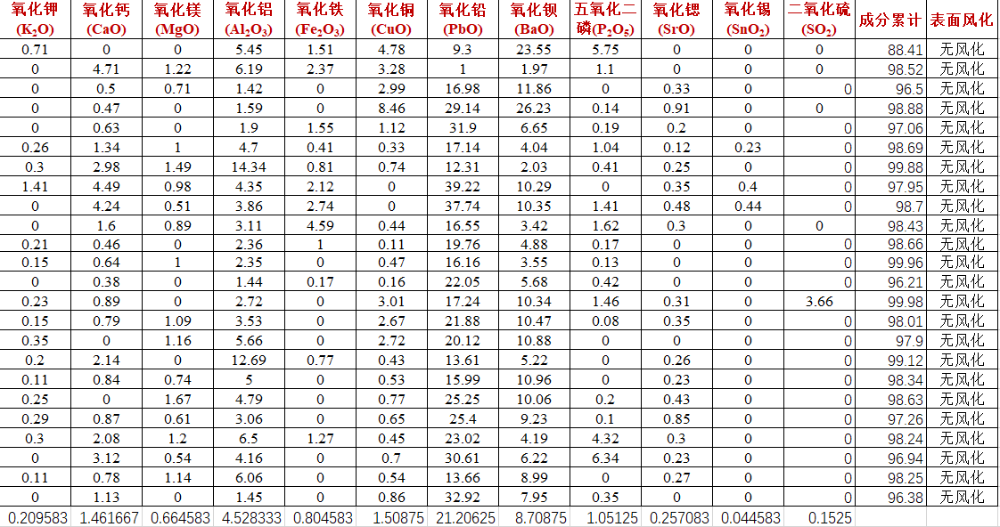 氧化钾 氧化钙 氧化镁 氧化铝 氧化铁 氧化铜 氧化铅 氧化钡 五氧化二 氧化锶 氧化锡 二氧化硫 成分累计 表面风化
(K₂O) (CaO) (MgO) (Al₂O₃) (Fe₂O₃) (CuO) (PbO) (BaO) 磷(P₂O₅) (SrO) (SnO₂) (SO₂)
0.71 0 0 5.45 1.51 4.78 9.3 23.55 5.75 0 0 0 88.41 无风化
0 4.71 1.22 6.19 2.37 3.28 1 1.97 1.1 0 0 0 98.52 无风化
0 0.5 0.71 1.42 0 2.99 16.98 11.86 0 0.33 0 0 96.5 无风化
0 0.47 0 1.59 0 8.46 29.14 26.23 0.14 0.91 0 0 98.88 无风化
0 0.63 0 1.9 1.55 1.12 31.9 6.65 0.19 0.2 0 0 97.06 无风化
0.26 1.34 1 4.7 0.41 0.33 17.14 4.04 1.04 0.12 0.23 0 98.69 无风化
0.3 2.98 1.49 14.34 0.81 0.74 12.31 2.03 0.41 0.25 0 0 99.88 无风化
1.41 4.49 0.98 4.35 2.12 0 39.22 10.29 0 0.35 0.4 0 97.95 无风化
0 4.24 0.51 3.86 2.74 0 37.74 10.35 1.41 0.48 0.44 0 98.7 无风化
0 1.6 0.89 3.11 4.59 0.44 16.55 3.42 1.62 0.3 0 0 98.43 无风化
0.21 0.46 0 2.36 1 0.11 19.76 4.88 0.17 0 0 0 98.66 无风化
0.15 0.64 1 2.35 0 0.47 16.16 3.55 0.13 0 0 0 99.96 无风化
0 0.38 0 1.44 0.17 0.16 22.05 5.68 0.42 0 0 0 96.21 无风化
0.23 0.89 0 2.72 0 3.01 17.24 10.34 1.46 0.31 0 3.66 99.98 无风化
0.15 0.79 1.09 3.53 0 2.67 21.88 10.47 0.08 0.35 0 0 98.01 无风化
0.35 0 1.16 5.66 0 2.72 20.12 10.88 0 0 0 0 97.9 无风化
0.2 2.14 0 12.69 0.77 0.43 13.61 5.22 0 0.26 0 0 99.12 无风化
0.11 0.84 0.74 5 0 0.53 15.99 10.96 0 0.23 0 0 98.34 无风化
0.25 0 1.67 4.79 0 0.77 25.25 10.06 0.2 0.43 0 0 98.63 无风化
0.29 0.87 0.61 3.06 0 0.65 25.4 9.23 0.1 0.85 0 0 97.26 无风化
0.3 2.08 1.2 6.5 1.27 0.45 23.02 4.19 4.32 0.3 0 0 98.24 无风化
0 3.12 0.54 4.16 0 0.7 30.61 6.22 6.34 0.23 0 0 96.94 无风化
0.11 0.78 1.14 6.06 0 0.54 13.66 8.99 0 0.27 0 0 98.25 无风化
0 1.13 0 1.45 0 0.86 32.92 7.95 0.35 0 0 0 96.38 无风化
0.209583 1.461667 0.664583 4.528333 0.804583 1.50875 21.20625 8.70875 1.05125 0.257083 0.044583 0.1525